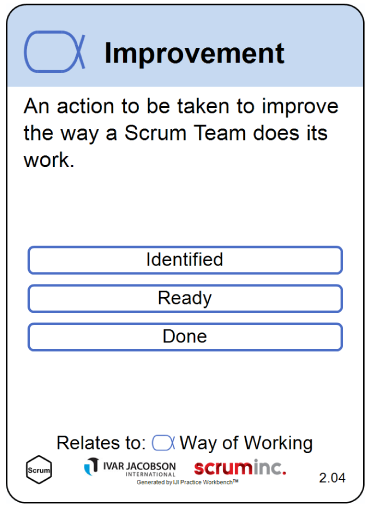 Improvement
An action to be taken to improve
the way a Scrum Team does its
work.
Identified
Ready
Done
Relates to: Way of Working
Scrum
IVAR JACOBSON
INTERNATIONAL
scruminc.
Generated by IJI Practice Workbench™
2.04